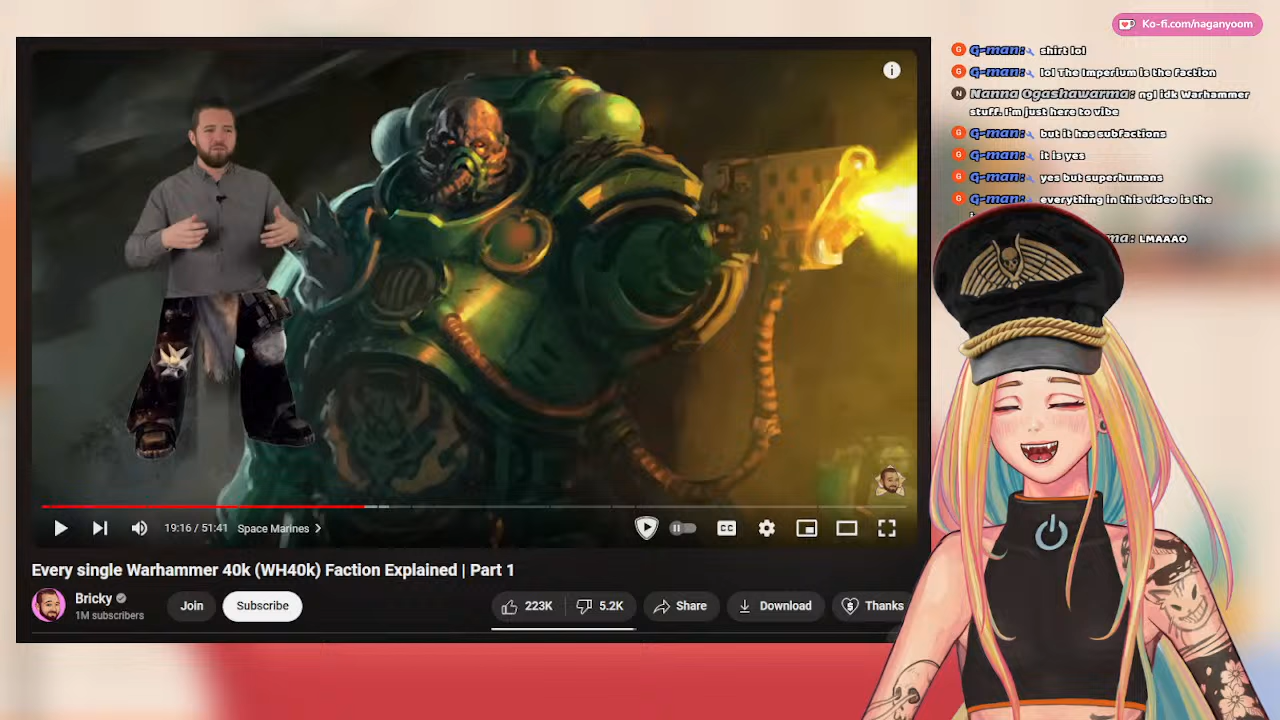 Ko-fi.com/naganyoom
G-man: shirt lol
G-man: lol The Imperium is the faction
Nanna Ogashawarma: ngl idk Warhammer
stuff. I'm just here to vibe
G-man: but it has subfactions
G-man: it is yes
G-man: yes but superhumans
G-man: everything in this video is the
ma: LMAAAO
19:16 / 51:41 Space Marines
CC
Every single Warhammer 40k (WH40k) Faction Explained | Part 1
Bricky
1M subscribers
Join
Subscribe
223K
5.2K
Share
Download
Thanks